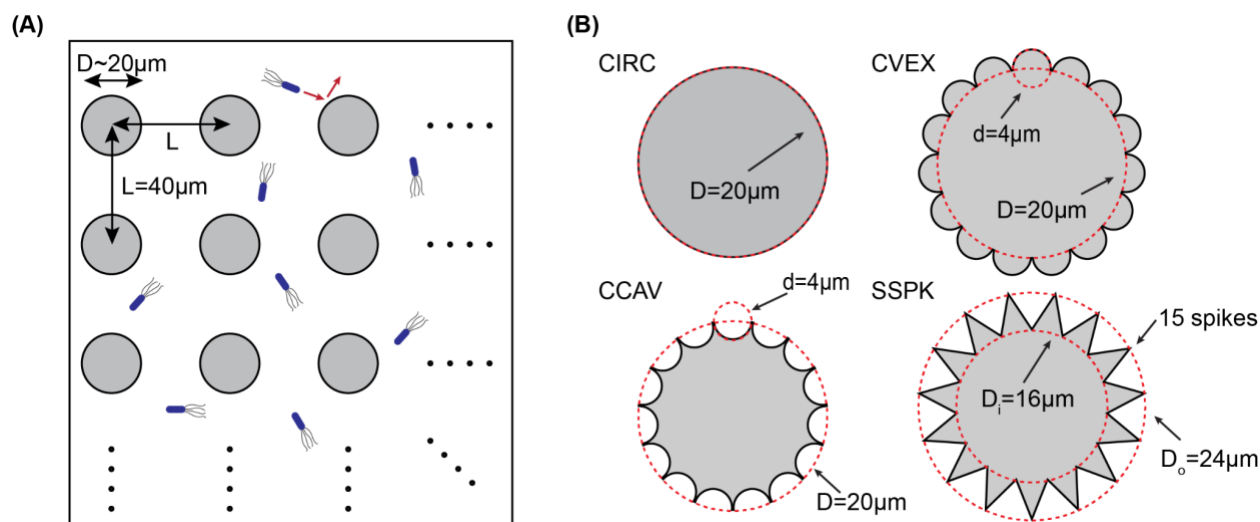 (A)
D~20μm
L
L=40μm
(B)
CIRC
D=20μm
CVEX
d=4μm
D=20μm
CCAV
d=4μm
D=20μm
SSPK
15 spikes
Di=16μm
Do=24μm